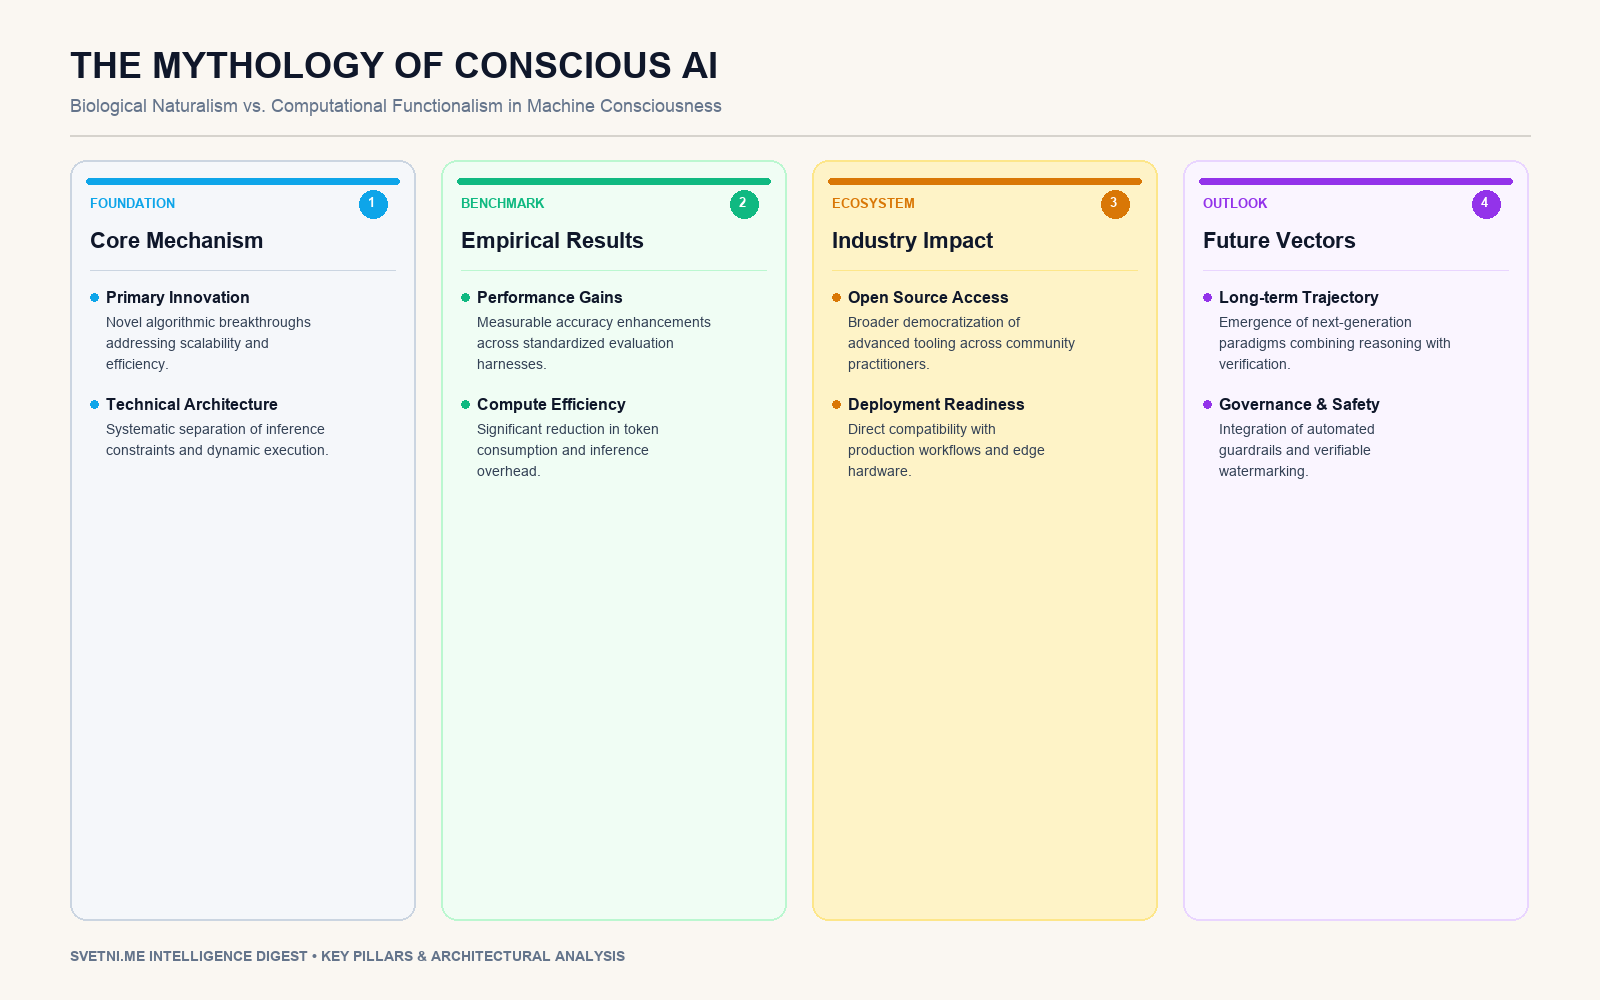 THE MYTHOLOGY OF CONSCIOUS AI
Biological Naturalism vs. Computational Functionalism in Machine Consciousness
FOUNDATION
1
Core Mechanism
Primary Innovation
Novel algorithmic breakthroughs
addressing scalability and
efficiency.
Technical Architecture
Systematic separation of inference
constraints and dynamic execution.
BENCHMARK
2
Empirical Results
Performance Gains
Measurable accuracy enhancements
across standardized evaluation
harnesses.
Compute Efficiency
Significant reduction in token
consumption and inference
overhead.
ECOSYSTEM
3
Industry Impact
Open Source Access
Broader democratization of
advanced tooling across community
practitioners.
Deployment Readiness
Direct compatibility with
production workflows and edge
hardware.
OUTLOOK
4
Future Vectors
Long-term Trajectory
Emergence of next-generation
paradigms combining reasoning with
verification.
Governance & Safety
Integration of automated
guardrails and verifiable
watermarking.
SVETNI.ME INTELLIGENCE DIGEST • KEY PILLARS & ARCHITECTURAL ANALYSIS